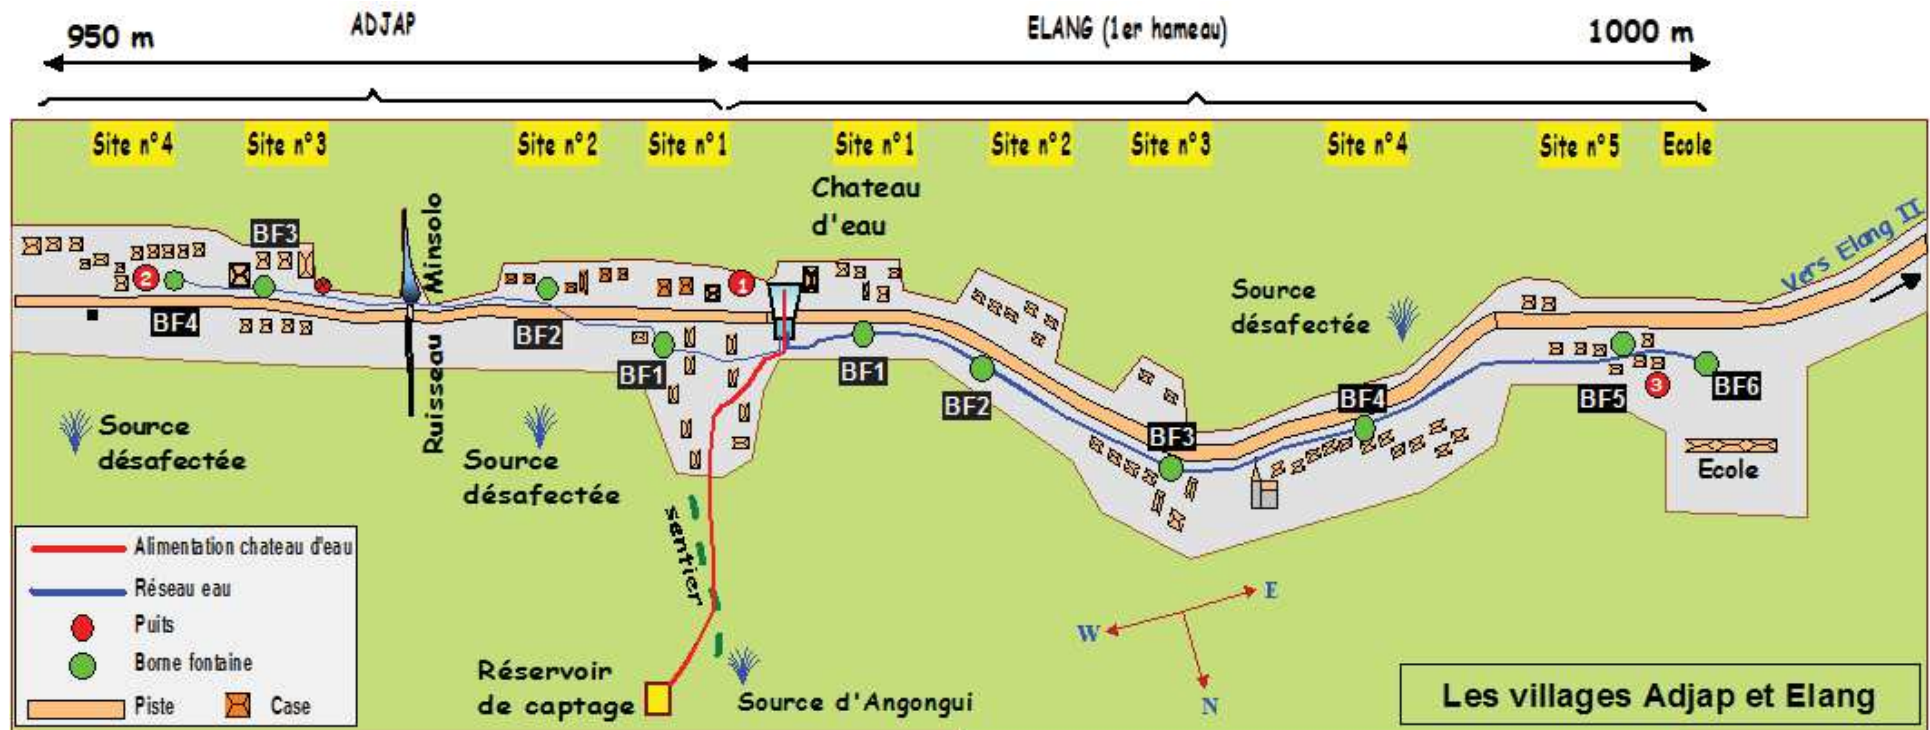 950 m
ADJAP
ELANG (1er hameau)
1000 m
Site n°4
Site n°3
Site n°2
Site n°1
Site n°1
Site n°2
Site n°3
Site n°4
Site n°5
Ecole
Chateau
d'eau
Minsolo
Ruisseau
BF3
BF4
2
BF2
BF1
1
BF1
BF2
BF3
BF4
BF5
3
BF6
Vers Elang II
Source
désafectée
Source
désafectée
Source
désafectée
Ecole
sentier
Alimentation chateau d'eau
Réseau eau
Puits
Borne fontaine
Piste
Case
Réservoir
de captage
Source d'Angongui
W
E
N
Les villages Adjap et Elang